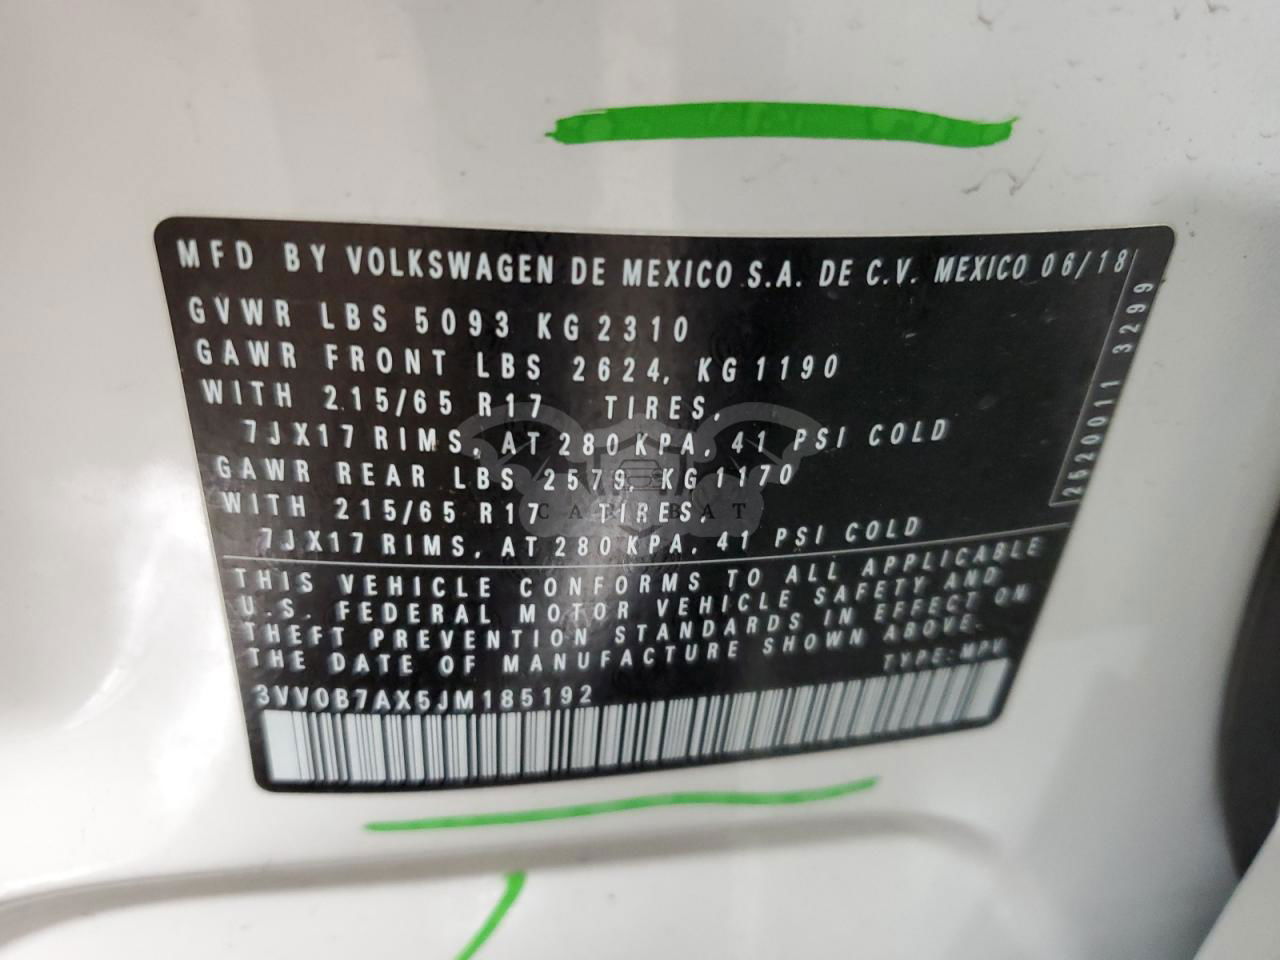 MFD BY VOLKSWAGEN DE MEXICO S.A. DE C.V. MEXICO 06/18
GVWR LBS 5093 KG 2310
GAWR FRONT LBS 2624, KG 1190
WITH 215/65 R17 TIRES,
7JX17 RIMS, AT 280 KPA, 41 PSI COLD
GAWR REAR LBS 2579, KG 1170
WITH 215/65 R17 TIRES,
7JX17 RIMS, AT 280 KPA, 41 PSI COLD
THIS VEHICLE CONFORMS TO ALL APPLICABLE
U.S. FEDERAL MOTOR VEHICLE SAFETY AND
THEFT PREVENTION STANDARDS IN EFFECT ON
THE DATE OF MANUFACTURE SHOWN ABOVE.
TYPE: MPV
3VV0B7AX5JM185192
2620011 3299
CARBAT